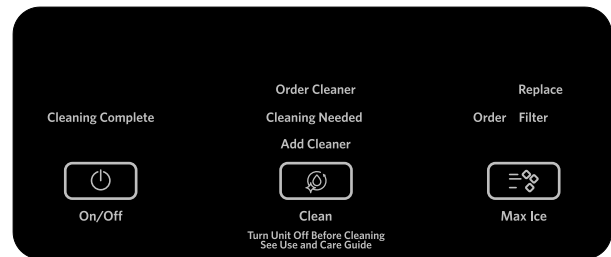 Order Cleaner
Replace
Cleaning Complete
Cleaning Needed
Order Filter
Add Cleaner
On/Off
Clean
Max Ice
Turn Unit Off Before Cleaning
See Use and Care Guide